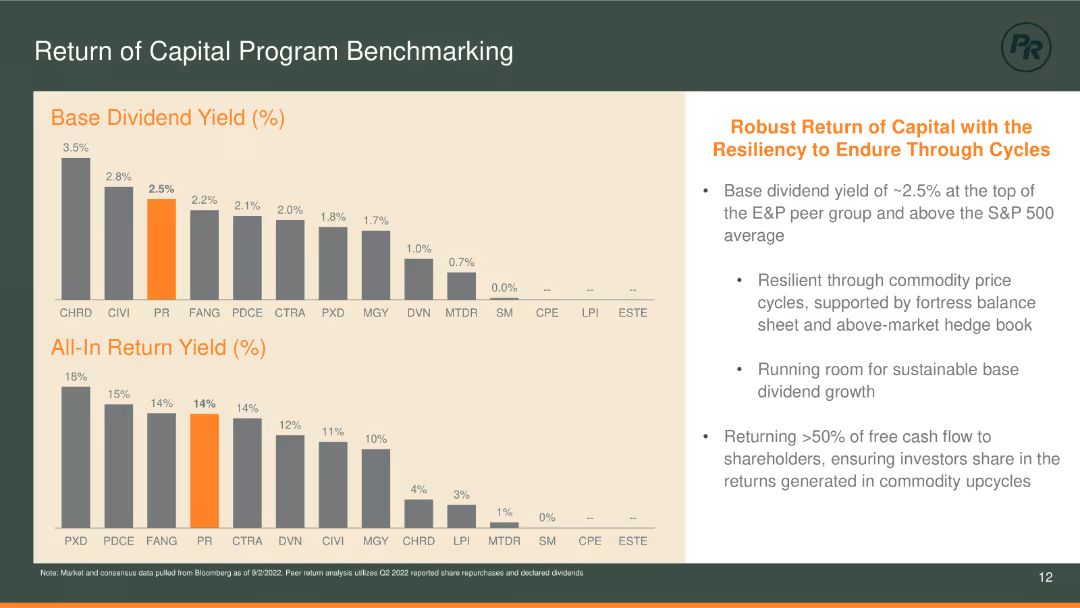 Return of Capital Program Benchmarking
PR
Base Dividend Yield (%)
3.5% 2.8% 2.5% 2.2% 2.1% 2.0% 1.8% 1.7% 1.0% 0.7% 0.0% -- -- --
CHRD CIVI PR FANG PDCE CTRA PXD MGY DVN MTDR SM CPE LPI ESTE
All-In Return Yield (%)
18% 15% 14% 14% 14% 12% 11% 10% 4% 3% 1% 0% -- --
PXD PDCE FANG PR CTRA DVN CIVI MGY CHRD LPI MTDR SM CPE ESTE
Robust Return of Capital with the
Resiliency to Endure Through Cycles
• Base dividend yield of ~2.5% at the top of
the E&P peer group and above the S&P 500
average
• Resilient through commodity price
cycles, supported by fortress balance
sheet and above-market hedge book
• Running room for sustainable base
dividend growth
• Returning >50% of free cash flow to
shareholders, ensuring investors share in the
returns generated in commodity upcycles
Note: Market and consensus data pulled from Bloomberg as of 9/2/2022. Peer return analysis utilizes Q2 2022 reported share repurchases and declared dividends
12